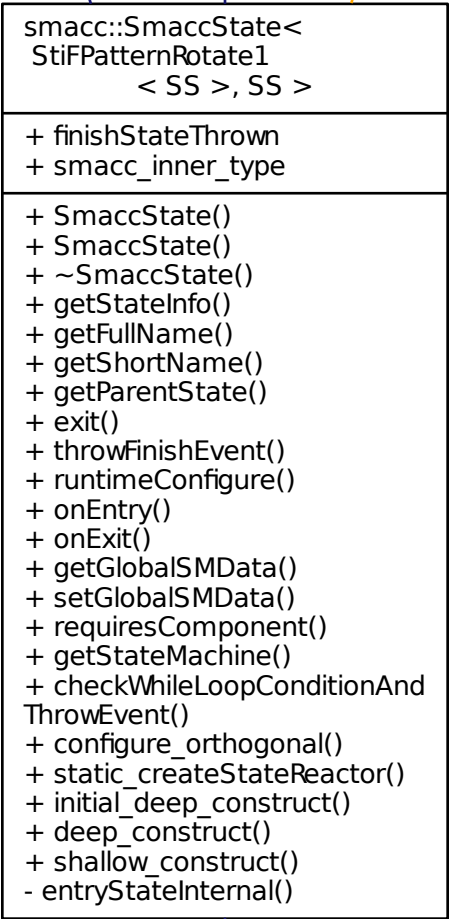 smacc::SmaccState<
StiFPatternRotate1
< SS >, SS >
+ finishStateThrown
+ smacc_inner_type
+ SmaccState()
+ SmaccState()
+ ~SmaccState()
+ getStateInfo()
+ getFullName()
+ getShortName()
+ getParentState()
+ exit()
+ throwFinishEvent()
+ runtimeConfigure()
+ onEntry()
+ onExit()
+ getGlobalSMData()
+ setGlobalSMData()
+ requiresComponent()
+ getStateMachine()
+ checkWhileLoopConditionAnd
ThrowEvent()
+ configure_orthogonal()
+ static_createStateReactor()
+ initial_deep_construct()
+ deep_construct()
+ shallow_construct()
- entryStateInternal()